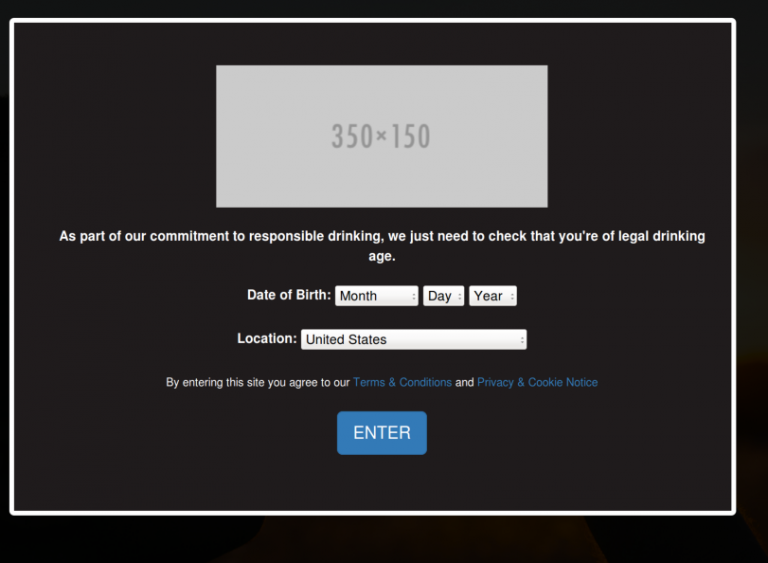 350×150
As part of our commitment to responsible drinking, we just need to check that you're of legal drinking
age.
Date of Birth: Month Day Year
Location: United States
By entering this site you agree to our Terms & Conditions and Privacy & Cookie Notice
ENTER